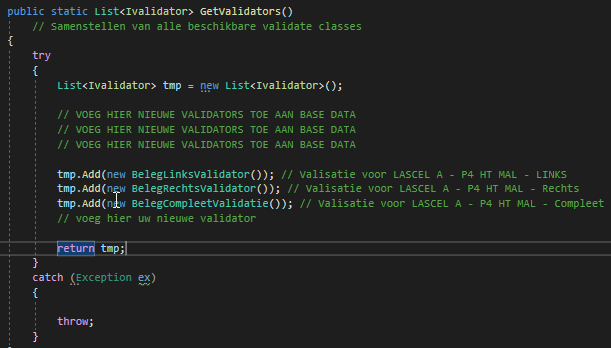 public static List<Ivalidator> GetValidators()
// Samenstellen van alle beschikbare validate classes
{
try
{
List<Ivalidator> tmp = new List<Ivalidator>();
// VOEG HIER NIEUWE VALIDATORS TOE AAN BASE DATA
// VOEG HIER NIEUWE VALIDATORS TOE AAN BASE DATA
// VOEG HIER NIEUWE VALIDATORS TOE AAN BASE DATA
tmp.Add(new BelegLinksValidator()); // Valisatie voor LASCEL A - P4 HT MAL - LINKS
tmp.Add(new BelegRechtsValidator()); // Valisatie voor LASCEL A - P4 HT MAL - Rechts
tmp.Add(new BelegCompleetValidatie()); // Valisatie voor LASCEL A - P4 HT MAL - Compleet
// voeg hier uw nieuwe validator
return tmp;
}
catch (Exception ex)
{
throw;
}